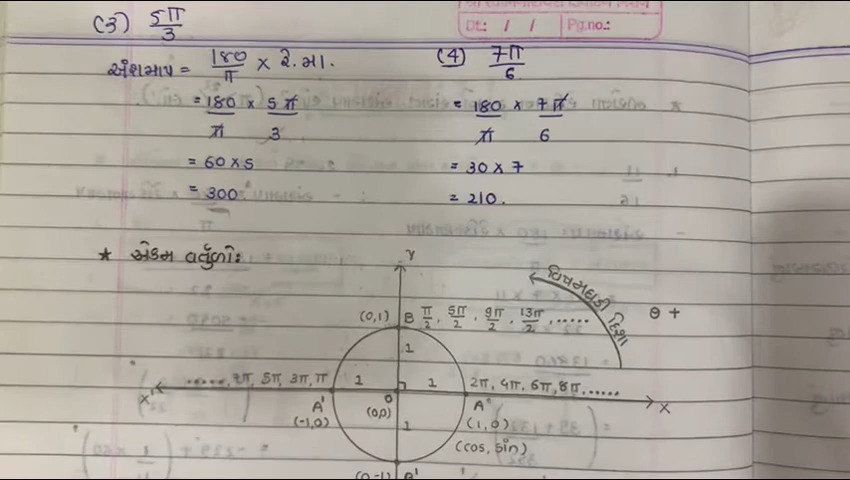 Dt: / / Pg.no.:
(3) 5π/3
અંશમાપ = 180/π × રે.મા.
= 180/π × 5π/3
= 60 × 5
= 300
(4) 7π/6
= 180/π × 7π/6
= 30 × 7
= 210.
★ એકમ વર્તુળ:
Y
વિષમઘડી દિશા
θ +
(0,1) B π/2, 5π/2, 9π/2, 13π/2, ......
1
X' ......, 7π, 5π, 3π, π 1 O 1 2π, 4π, 6π, 8π, ...... X
A' (0,0) A
(-1,0) 1 (1,0)
(cos, sin)
(0,-1) B'